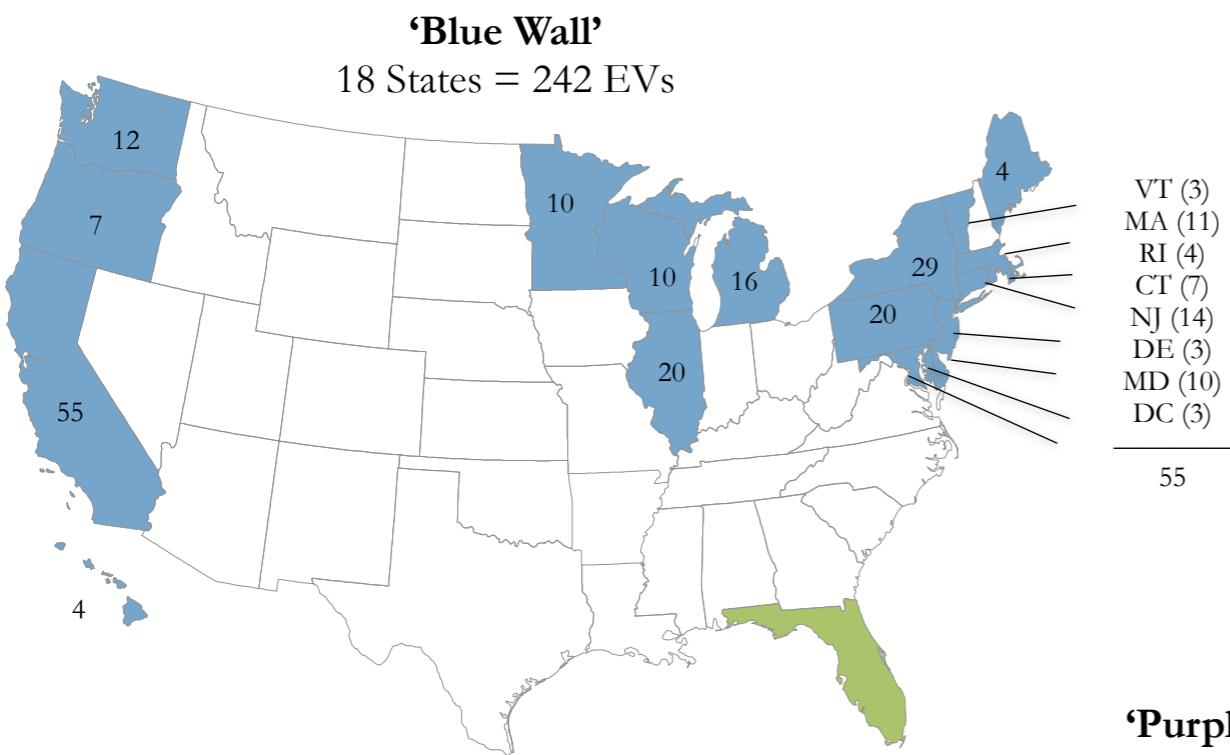 ‘Blue Wall’
18 States = 242 EVs
12
7
55
4
10
10
16
20
29
20
4
VT (3)
MA (11)
RI (4)
CT (7)
NJ (14)
DE (3)
MD (10)
DC (3)
55
‘Purpl